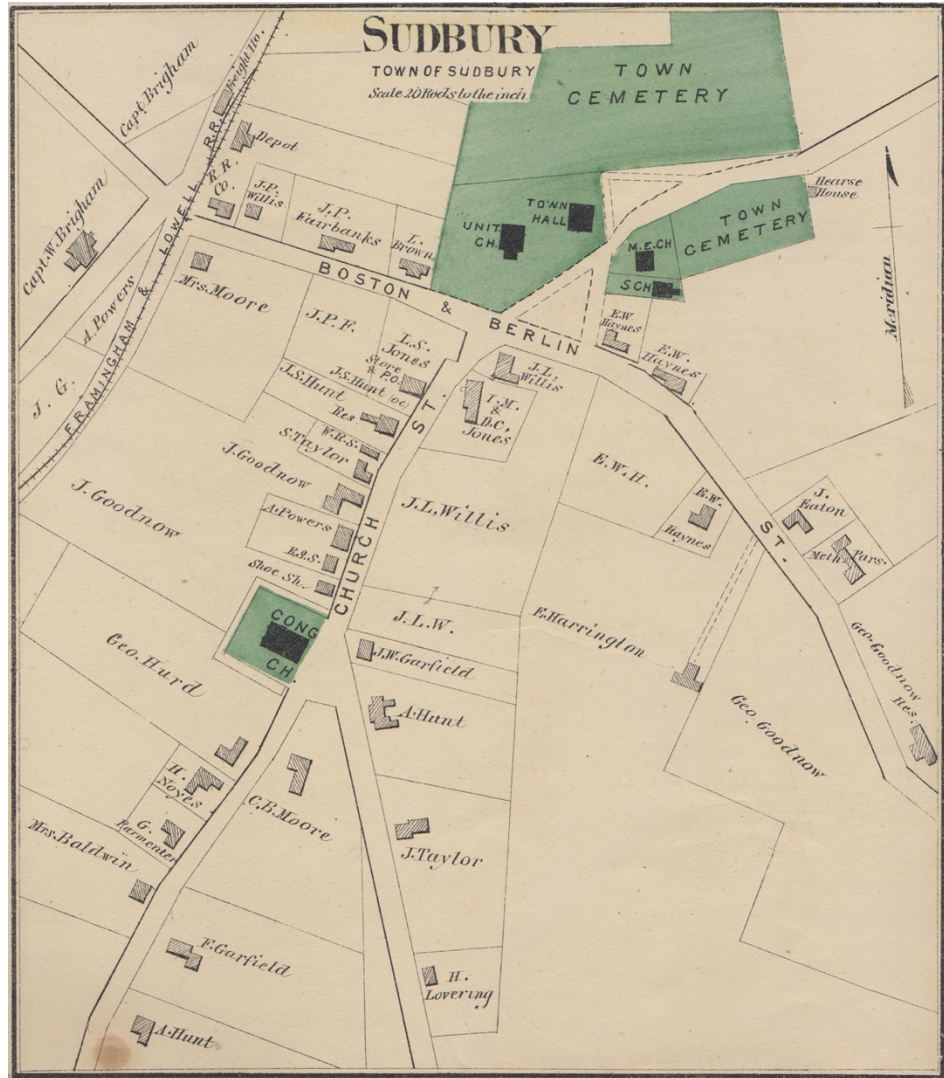 SUDBURY
TOWN OF SUDBURY
Scale 20 Rods to the inch
TOWN
CEMETERY
Capt. Brigham
Freight Ho.
Depot
R.R.
Co.
Capt. W. Brigham
J.P.
Willis
J.P.
Fairbanks
L.
Brown
UNIT.
CH.
TOWN
HALL
M.E.CH
SCH
TOWN
CEMETERY
Hearse
House
Meridian
FRAMINGHAM & LOWELL R.R.
BOSTON & BERLIN ST.
A. Powers
J. G.
Mrs. Moore
J.P.F.
L.S.
Jones
Store
& P.O.
J.S. Hunt (oc)
J.S. Hunt
Res
W.R.S.
S. Taylor
J. Goodnow
J. Goodnow
A. Powers
B.S.S.
Shoe Sh.
CHURCH ST.
J.L.
Willis
I.M.
&
D.C.
Jones
E.W.
Haynes
E.W.
Haynes
E.W.H.
E.W.
Haynes
J.
Eaton
Meth. Pars.
J.L. Willis
CONG
CH
J.L.W.
J.W. Garfield
E. Harrington
Geo. Goodnow
Res.
Geo. Goodnow
Geo. Hurd
A. Hunt
H.
Noyes
G.
Parmenter
C.B. Moore
Mrs. Baldwin
J. Taylor
F. Garfield
H.
Lovering
A. Hunt